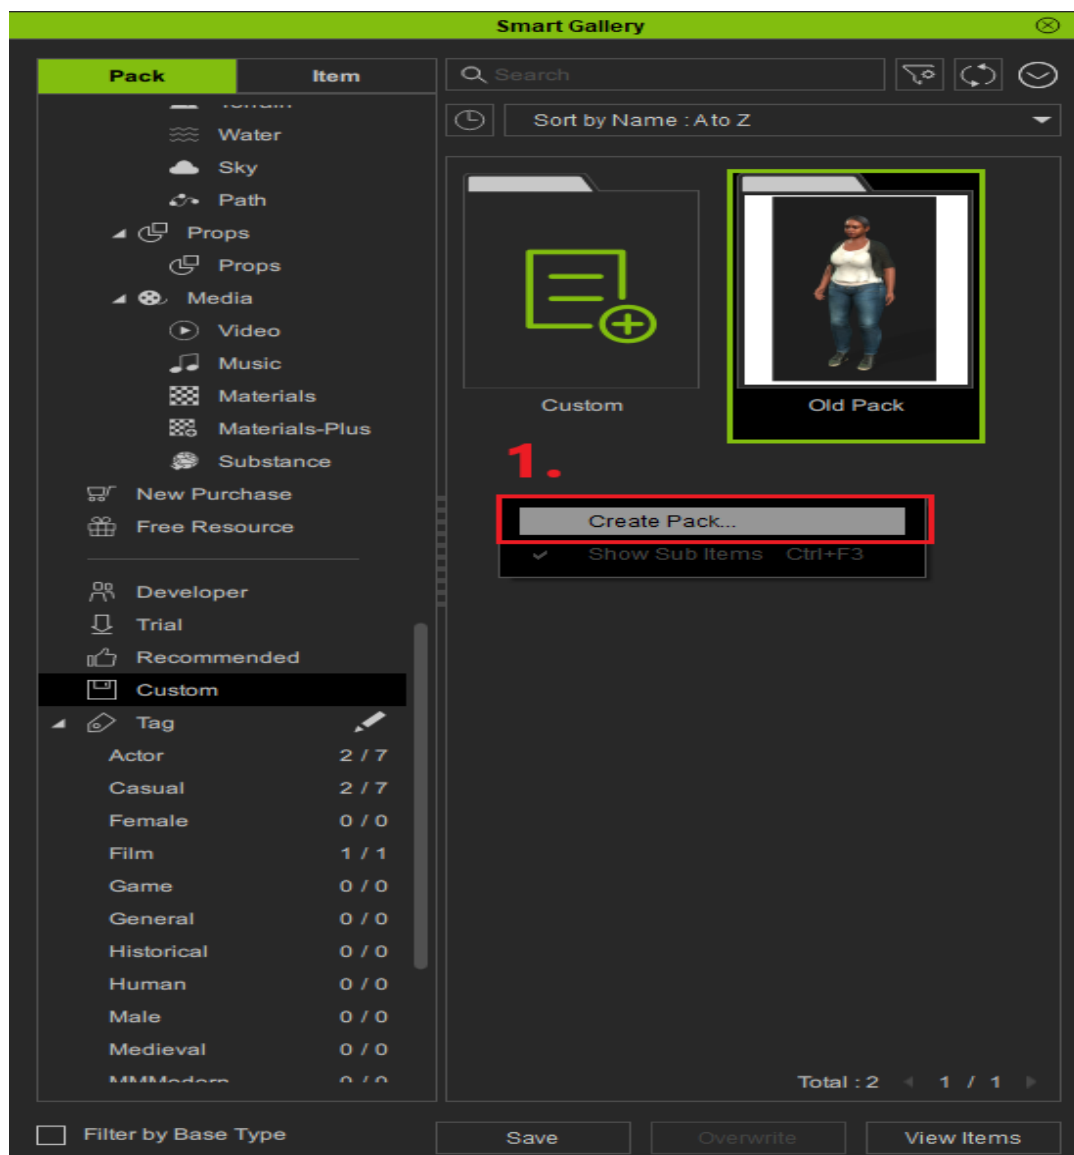 Smart Gallery
Pack
Item
Search
Sort by Name : A to Z
Water
Sky
Path
Props
Props
Media
Video
Music
Materials
Materials-Plus
Substance
New Purchase
Free Resource
Developer
Trial
Recommended
Custom
Tag
Actor 2 / 7
Casual 2 / 7
Female 0 / 0
Film 1 / 1
Game 0 / 0
General 0 / 0
Historical 0 / 0
Human 0 / 0
Male 0 / 0
Medieval 0 / 0
Custom
Old Pack
1.
Create Pack...
Show Sub Items Ctrl+F3
Total : 2 1 / 1
Filter by Base Type
Save
Overwrite
View Items